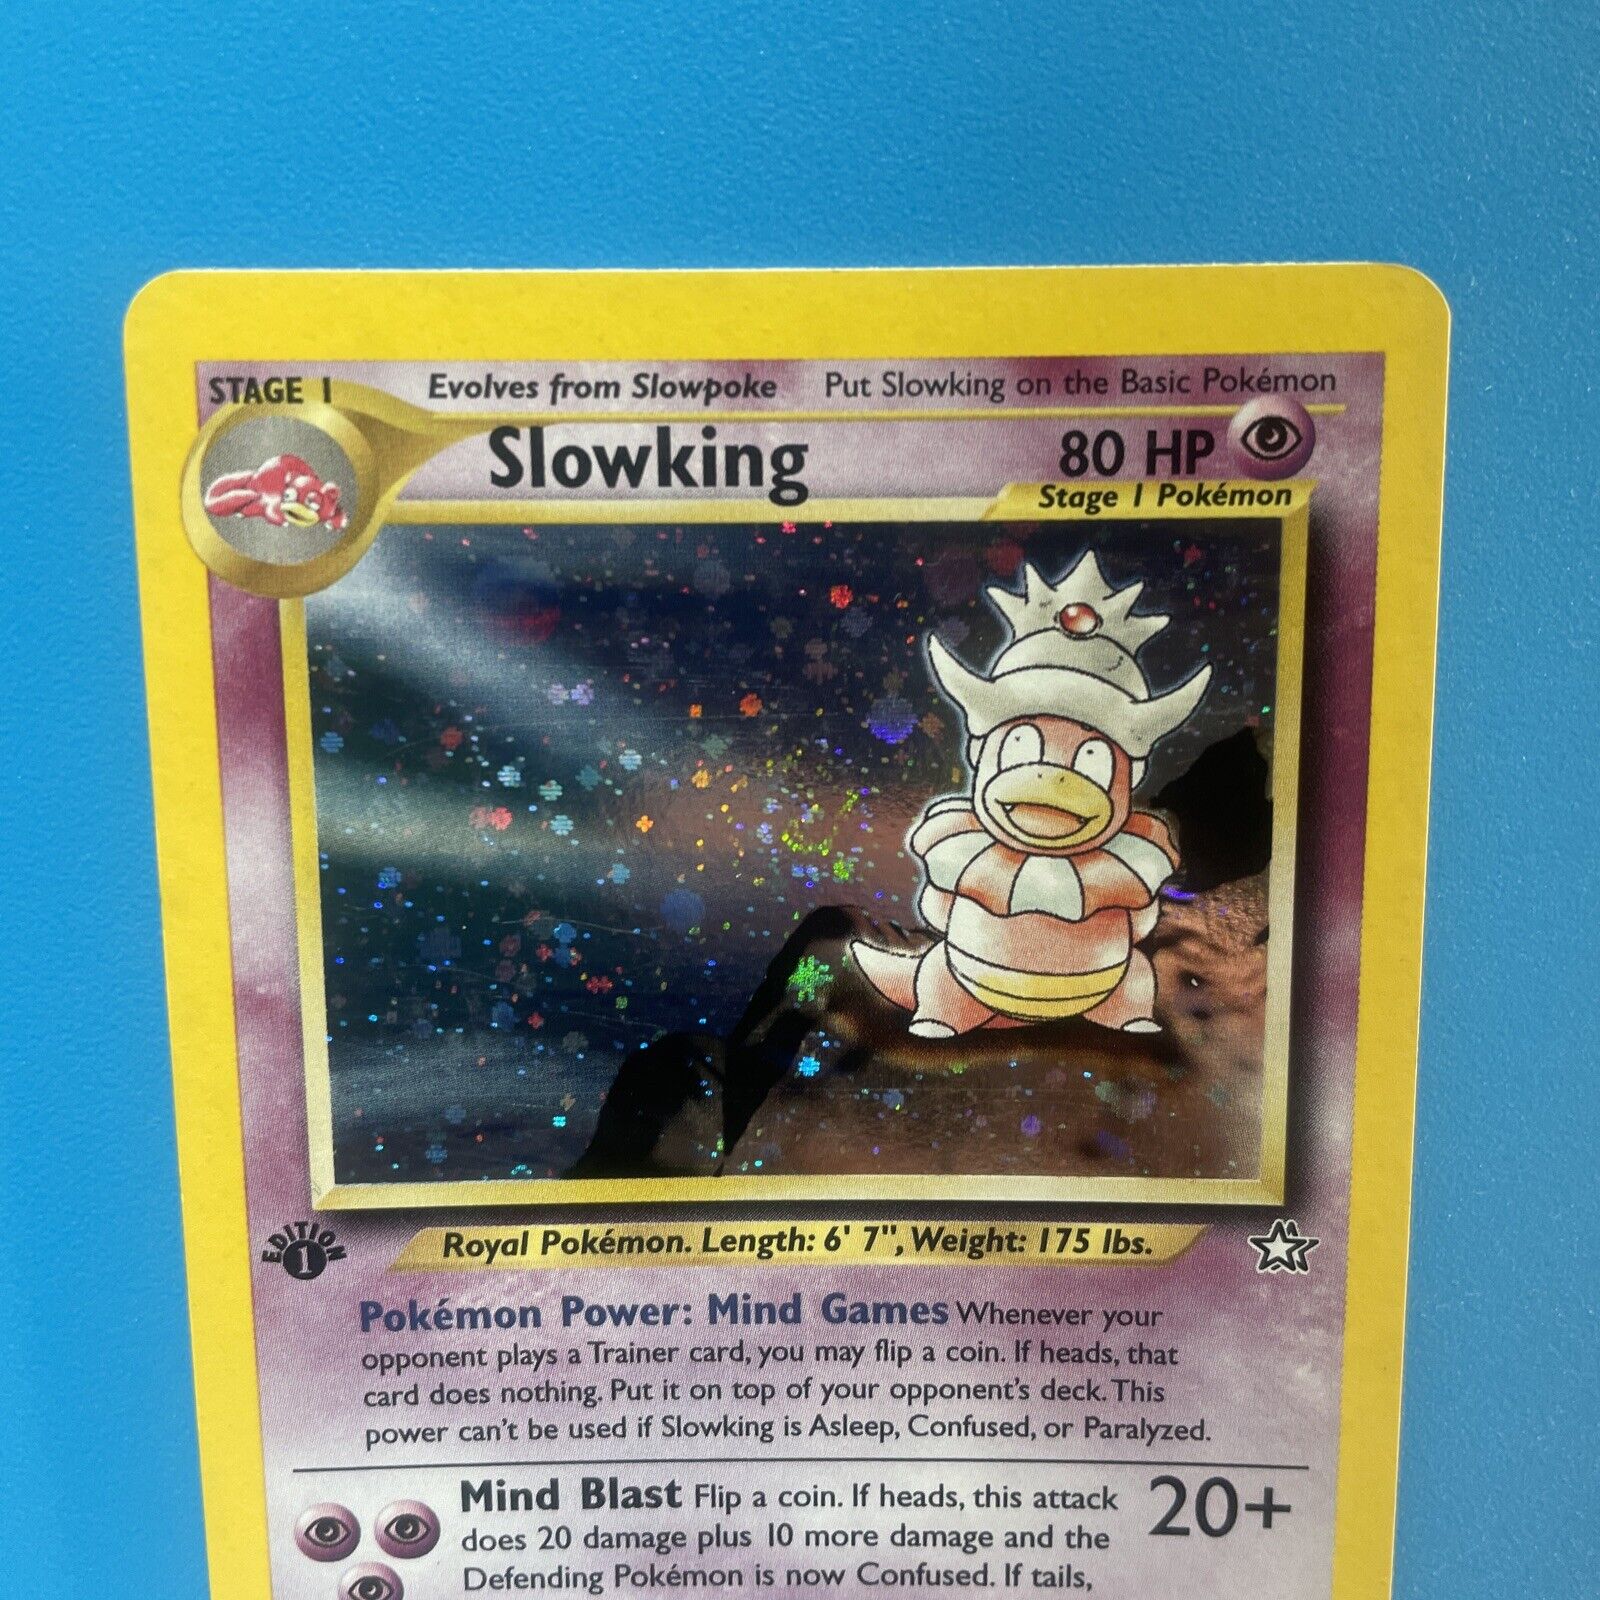 STAGE 1 Evolves from Slowpoke Put Slowking on the Basic Pokémon
Slowking 80 HP
Stage 1 Pokémon
EDITION 1
Royal Pokémon. Length: 6' 7", Weight: 175 lbs.
Pokémon Power: Mind Games Whenever your
opponent plays a Trainer card, you may flip a coin. If heads, that
card does nothing. Put it on top of your opponent's deck. This
power can't be used if Slowking is Asleep, Confused, or Paralyzed.
Mind Blast Flip a coin. If heads, this attack 20+
does 20 damage plus 10 more damage and the
Defending Pokémon is now Confused. If tails,